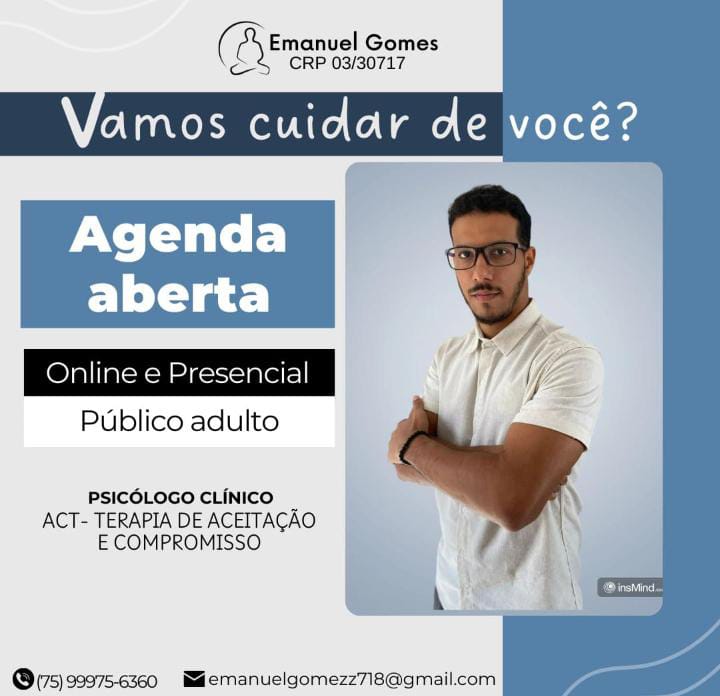 Emanuel Gomes
CRP 03/30717
Vamos cuidar de você?
Agenda
aberta
Online e Presencial
Público adulto
PSICÓLOGO CLÍNICO
ACT- TERAPIA DE ACEITAÇÃO
E COMPROMISSO
insMind
(75) 99975-6360
emanuelgomezz718@gmail.com